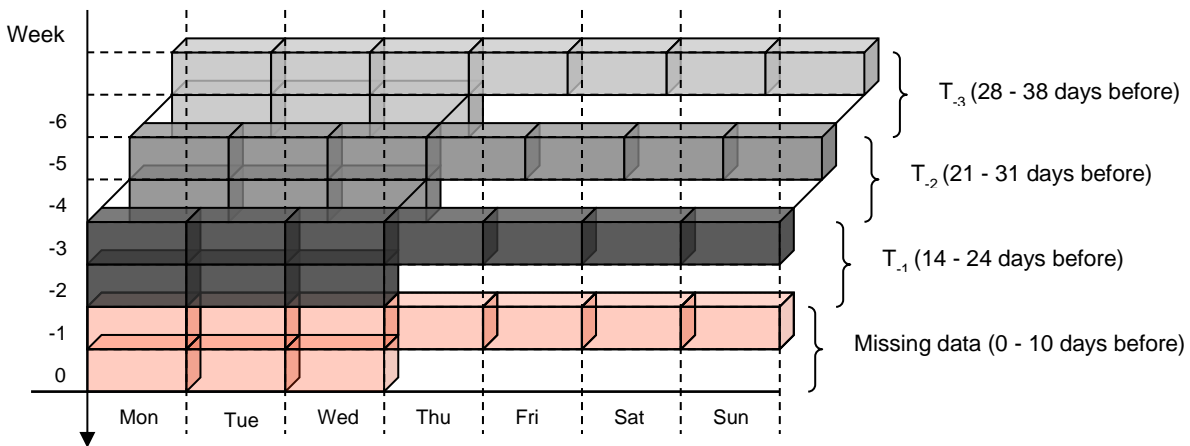 Week
-6
-5
-4
-3
-2
-1
0
Mon
Tue
Wed
Thu
Fri
Sat
Sun
T-3 (28 - 38 days before)
T-2 (21 - 31 days before)
T-1 (14 - 24 days before)
Missing data (0 - 10 days before)